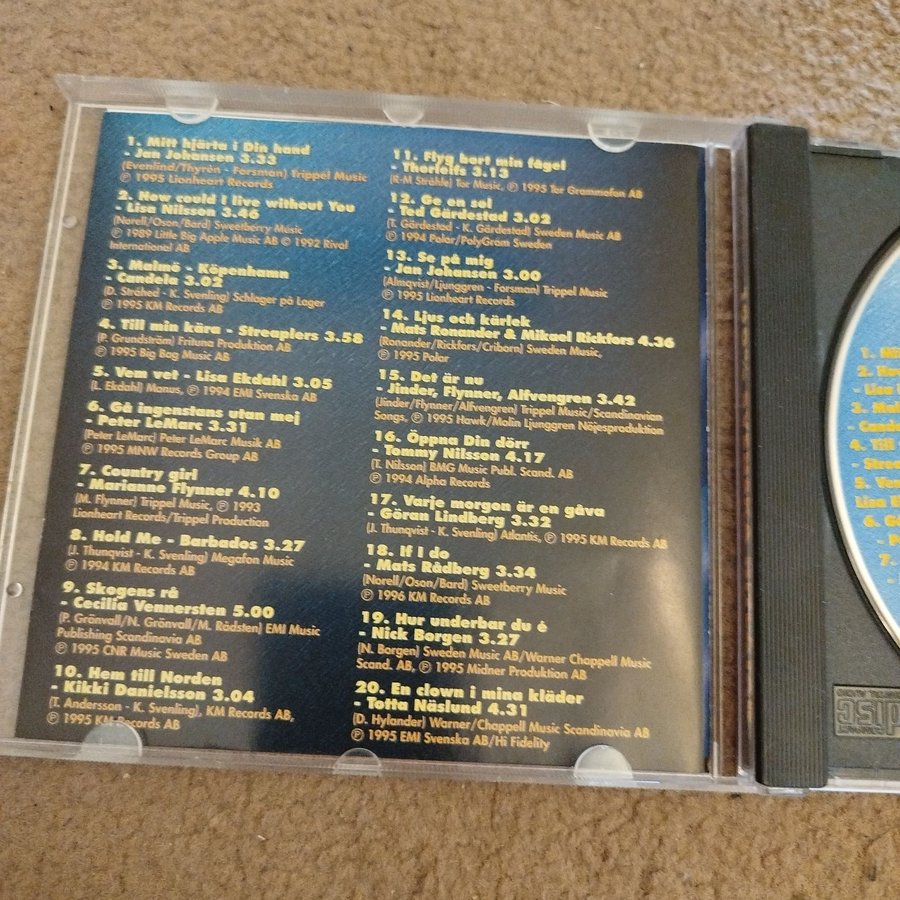 1. Mitt hjärta i Din hand
- Jan Johansen 3.33
(Evenlind/Thyrén - Forsman) Trippel Music
℗ 1995 Lionheart Records
2. How could I live without You
- Lisa Nilsson 3.46
(Norell/Oson/Bard) Sweetberry Music
℗ 1989 Little Big Apple Music AB © 1992 Rival
International AB
3. Malmö - Köpenhamn
- Candela 3.02
(D. Stråhed - K. Svenling) Schlager på Lager
℗ 1995 KM Records AB
4. Till min kära - Streaplers 3.58
(P. Grundström) Frituna Produktion AB
℗ 1995 Big Bag Music AB
5. Vem vet - Lisa Ekdahl 3.05
(L. Ekdahl) Manus, ℗ 1994 EMI Svenska AB
6. Gå ingenstans utan mej
- Peter LeMarc 3.31
(Peter LeMarc) Peter LeMarc Musik AB
℗ 1995 MNW Records Group AB
7. Country girl
- Marianne Flynner 4.10
(M. Flynner) Trippel Music, ℗ 1993
Lionheart Records/Trippel Production
8. Hold Me - Barbados 3.27
(J. Thunqvist - K. Svenling) Megafon Music
℗ 1994 KM Records AB
9. Skogens rå
- Cecilia Vennersten 5.00
(P. Grönvall/N. Grönvall/M. Rådsten) EMI Music
Publishing Scandinavia AB
℗ 1995 CNR Music Sweden AB
10. Hem till Norden
- Kikki Danielsson 3.04
(T. Andersson - K. Svenling), KM Records AB,
℗ 1995 KM Records AB
11. Flyg bort min fågel
- Thorleifs 3.13
(R-M Stråhle) Tor Music, ℗ 1995 Tor Grammofon AB
12. Ge en sol
- Ted Gärdestad 3.02
(T. Gärdestad - K. Gärdestad) Sweden Music AB
℗ 1994 Polar/PolyGram Sweden
13. Se på mig
- Jan Johansen 3.00
(Almqvist/Ljunggren - Forsman) Trippel Music
℗ 1995 Lionheart Records
14. Ljus och kärlek
- Mats Ronander & Mikael Rickfors 4.36
(Ronander/Rickfors/Criborn) Sweden Music,
℗ 1995 Polar
15. Det är nu
- Jinder, Flynner, Alfvengren 3.42
(Jinder/Flynner/Alfvengren) Trippel Music/Scandinavian
Songs, ℗ 1995 Hawk/Malin Ljunggren Nöjesproduktion
16. Öppna Din dörr
- Tommy Nilsson 4.17
(T. Nilsson) BMG Music Publ. Scand. AB
℗ 1994 Alpha Records
17. Varje morgon är en gåva
- Göran Lindberg 3.32
(J. Thunqvist - K. Svenling) Atlantis, ℗ 1995 KM Records AB
18. If I do
- Mats Rådberg 3.34
(Norell/Oson/Bard) Sweetberry Music
℗ 1996 KM Records AB
19. Hur underbar du é
- Nick Borgen 3.27
(N. Borgen) Sweden Music AB/Warner Chappell Music
Scand. AB, ℗ 1995 Midner Produktion AB
20. En clown i mina kläder
- Totta Näslund 4.31
(D. Hylander) Warner/Chappell Music Scandinavia AB
℗ 1995 EMI Svenska AB/Hi Fidelity
1.
2.
- Lisa
3.
4. Till
5.
Lisa
6.
7.
disc